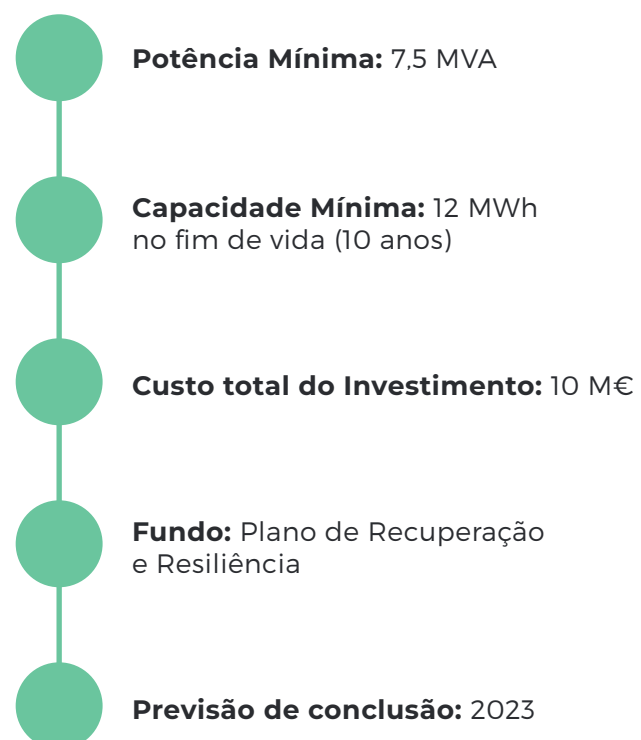 Potência Mínima: 7,5 MVA
Capacidade Mínima: 12 MWh
no fim de vida (10 anos)
Custo total do Investimento: 10 M€
Fundo: Plano de Recuperação
e Resiliência
Previsão de conclusão: 2023